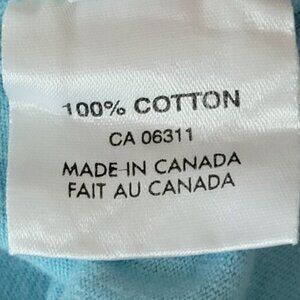 100% COTTON
CA 06311
MADE IN CANADA
FAIT AU CANADA